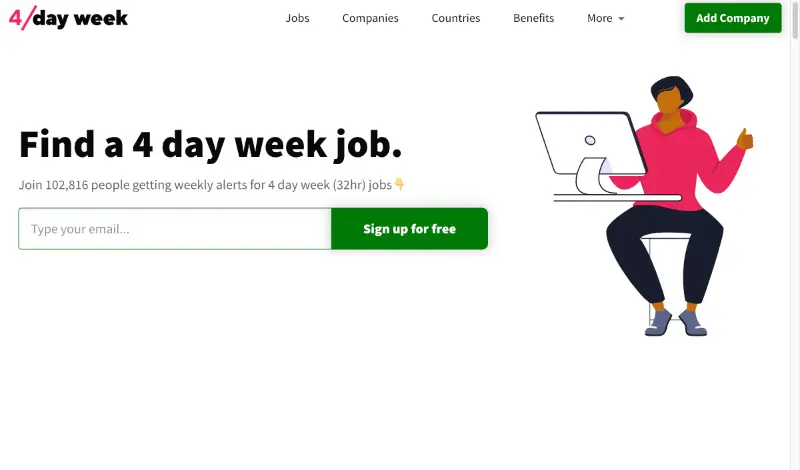 4/day week
Jobs
Companies
Countries
Benefits
More
Add Company
Find a 4 day week job.
Join 102,816 people getting weekly alerts for 4 day week (32hr) jobs👇
Type your email...
Sign up for free